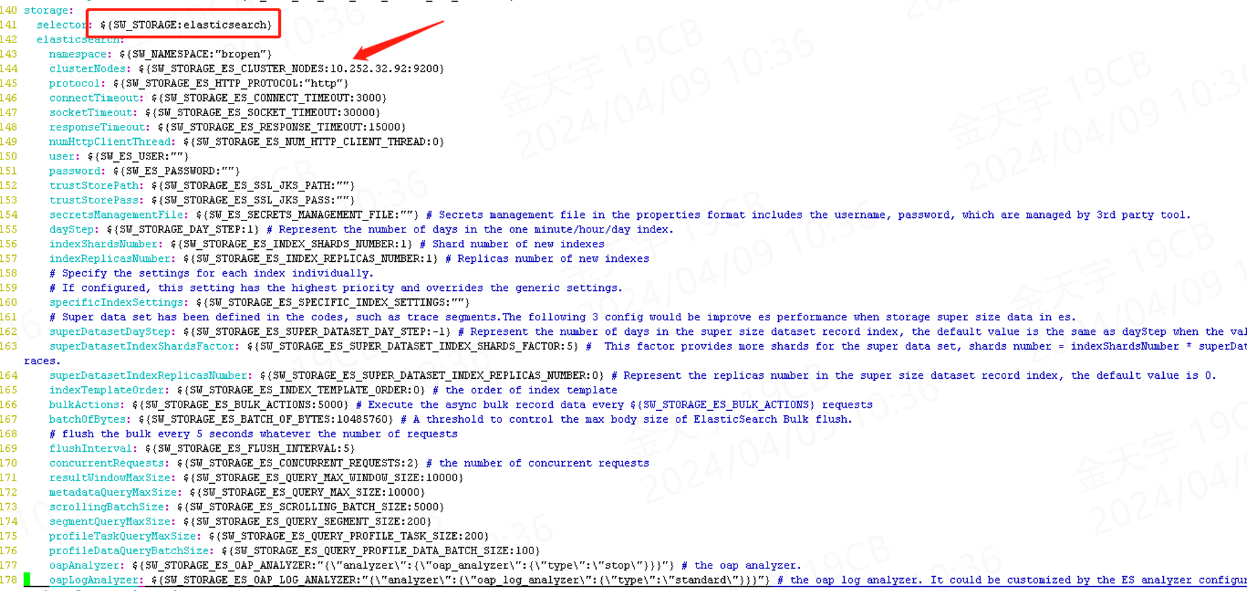 140 storage:
141 selector: ${SW_STORAGE:elasticsearch}
142 elasticsearch:
143 namespace: ${SW_NAMESPACE:"bropen"}
144 clusterNodes: ${SW_STORAGE_ES_CLUSTER_NODES:10.252.32.92:9200}
145 protocol: ${SW_STORAGE_ES_HTTP_PROTOCOL:"http"}
146 connectTimeout: ${SW_STORAGE_ES_CONNECT_TIMEOUT:3000}
147 socketTimeout: ${SW_STORAGE_ES_SOCKET_TIMEOUT:30000}
148 responseTimeout: ${SW_STORAGE_ES_RESPONSE_TIMEOUT:15000}
149 numHttpClientThread: ${SW_STORAGE_ES_NUM_HTTP_CLIENT_THREAD:0}
150 user: ${SW_ES_USER:""}
151 password: ${SW_ES_PASSWORD:""}
152 trustStorePath: ${SW_STORAGE_ES_SSL_JKS_PATH:""}
153 trustStorePass: ${SW_STORAGE_ES_SSL_JKS_PASS:""}
154 secretsManagementFile: ${SW_ES_SECRETS_MANAGEMENT_FILE:""} # Secrets management file in the properties format includes the username, password, which are managed by 3rd party tool.
155 dayStep: ${SW_STORAGE_DAY_STEP:1} # Represent the number of days in the one minute/hour/day index.
156 indexShardsNumber: ${SW_STORAGE_ES_INDEX_SHARDS_NUMBER:1} # Shard number of new indexes
157 indexReplicasNumber: ${SW_STORAGE_ES_INDEX_REPLICAS_NUMBER:1} # Replicas number of new indexes
158 # Specify the settings for each index individually.
159 # If configured, this setting has the highest priority and overrides the generic settings.
160 specificIndexSettings: ${SW_STORAGE_ES_SPECIFIC_INDEX_SETTINGS:""}
161 # Super data set has been defined in the codes, such as trace segments.The following 3 config would be improve es performance when storage super size data in es.
162 superDatasetDayStep: ${SW_STORAGE_ES_SUPER_DATASET_DAY_STEP:-1} # Represent the number of days in the super size dataset record index, the default value is the same as dayStep when the val
163 superDatasetIndexShardsFactor: ${SW_STORAGE_ES_SUPER_DATASET_INDEX_SHARDS_FACTOR:5} # This factor provides more shards for the super data set, shards number = indexShardsNumber * superDat
races.
164 superDatasetIndexReplicasNumber: ${SW_STORAGE_ES_SUPER_DATASET_INDEX_REPLICAS_NUMBER:0} # Represent the replicas number in the super size dataset record index, the default value is 0.
165 indexTemplateOrder: ${SW_STORAGE_ES_INDEX_TEMPLATE_ORDER:0} # the order of index template
166 bulkActions: ${SW_STORAGE_ES_BULK_ACTIONS:5000} # Execute the async bulk record data every ${SW_STORAGE_ES_BULK_ACTIONS} requests
167 batchOfBytes: ${SW_STORAGE_ES_BATCH_OF_BYTES:10485760} # A threshold to control the max body size of ElasticSearch Bulk flush.
168 # flush the bulk every 5 seconds whatever the number of requests
169 flushInterval: ${SW_STORAGE_ES_FLUSH_INTERVAL:5}
170 concurrentRequests: ${SW_STORAGE_ES_CONCURRENT_REQUESTS:2} # the number of concurrent requests
171 resultWindowMaxSize: ${SW_STORAGE_ES_QUERY_MAX_WINDOW_SIZE:10000}
172 metadataQueryMaxSize: ${SW_STORAGE_ES_QUERY_MAX_SIZE:10000}
173 scrollingBatchSize: ${SW_STORAGE_ES_SCROLLING_BATCH_SIZE:5000}
174 segmentQueryMaxSize: ${SW_STORAGE_ES_QUERY_SEGMENT_SIZE:200}
175 profileTaskQueryMaxSize: ${SW_STORAGE_ES_QUERY_PROFILE_TASK_SIZE:200}
176 profileDataQueryBatchSize: ${SW_STORAGE_ES_QUERY_PROFILE_DATA_BATCH_SIZE:100}
177 oapAnalyzer: ${SW_STORAGE_ES_OAP_ANALYZER:"{\"analyzer\":{\"oap_analyzer\":{\"type\":\"stop\"}}}"} # the oap analyzer.
178 oapLogAnalyzer: ${SW_STORAGE_ES_OAP_LOG_ANALYZER:"{\"analyzer\":{\"oap_log_analyzer\":{\"type\":\"standard\"}}}"} # the oap log analyzer. It could be customized by the ES analyzer configur
金天宇 19CB
2024/04/09 10:36